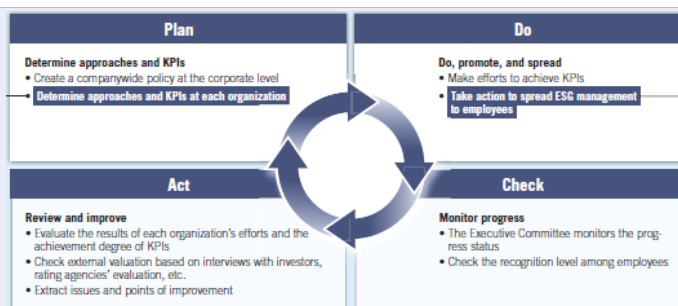 Plan
Determine approaches and KPIs
• Create a companywide policy at the corporate level
• Determine approaches and KPIs at each organization
Do
Do, promote, and spread
• Make efforts to achieve KPIs
• Take action to spread ESG management
to employees
Act
Review and improve
• Evaluate the results of each organization's efforts and the
achievement degree of KPIs
• Check external valuation based on interviews with investors,
rating agencies' evaluation, etc.
• Extract issues and points of improvement
Check
Monitor progress
• The Executive Committee monitors the prog-
ress status
• Check the recognition level among employees